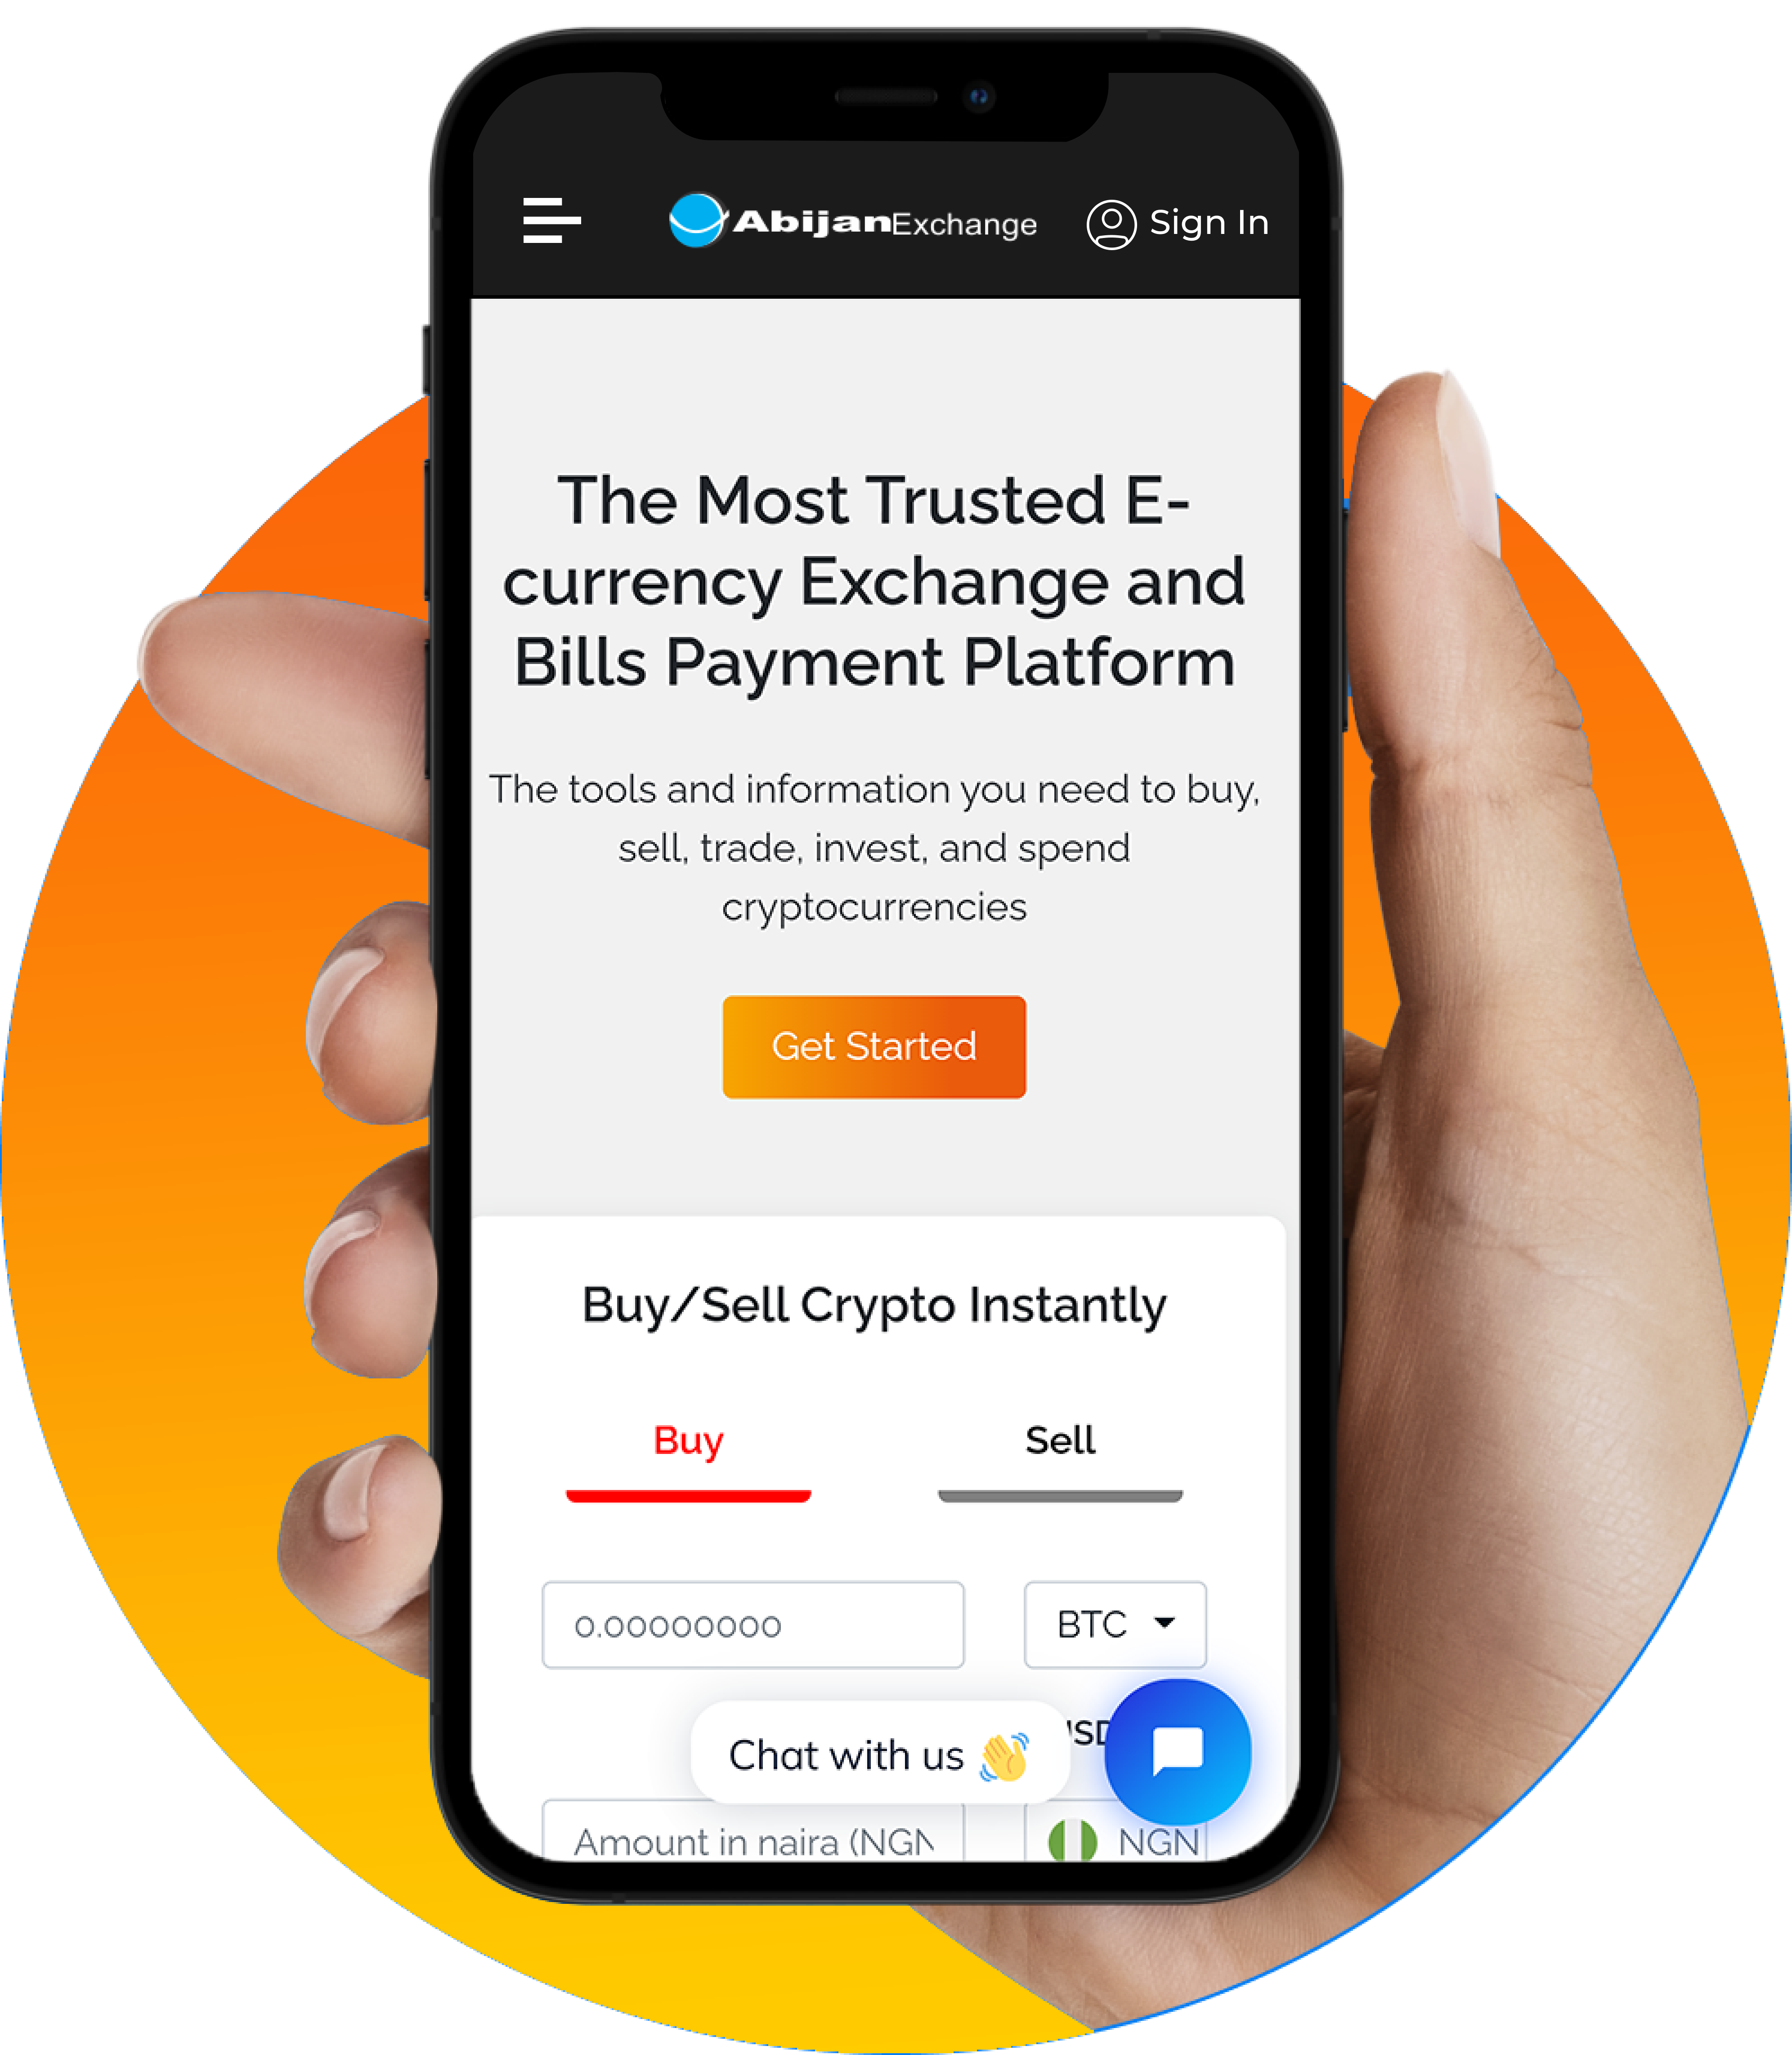 AbijanExchange
Sign In
The Most Trusted E-
currency Exchange and
Bills Payment Platform
The tools and information you need to buy,
sell, trade, invest, and spend
cryptocurrencies
Get Started
Buy/Sell Crypto Instantly
Buy
Sell
0.00000000
BTC
Chat with us 👋
Amount in naira (NGN
NGN